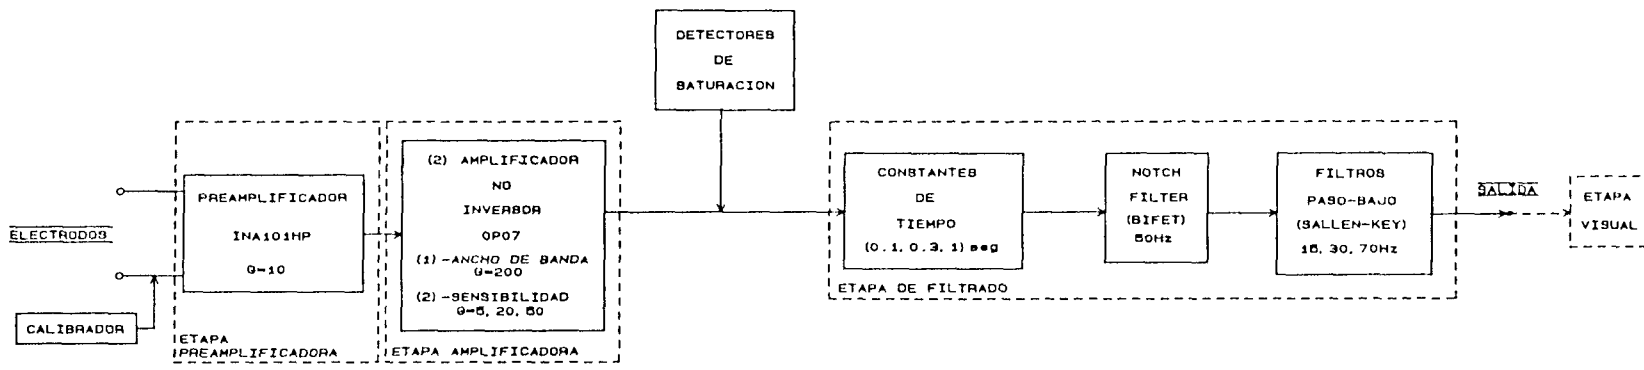 DETECTORES
DE
SATURACION
ELECTRODOS
CALIBRADOR
PREAMPLIFICADOR
INA101HP
G=10
ETAPA
PREAMPLIFICADORA
(2) AMPLIFICADOR
NO
INVERSOR
OP07
(1)-ANCHO DE BANDA
G=200
(2)-SENSIBILIDAD
G=5, 20, 50
ETAPA AMPLIFICADORA
CONSTANTES
DE
TIEMPO
(0.1, 0.3, 1) seg
NOTCH
FILTER
(BIFET)
50Hz
FILTROS
PASO-BAJO
(SALLEN-KEY)
15, 30, 70Hz
ETAPA DE FILTRADO
SALIDA
ETAPA
VISUAL